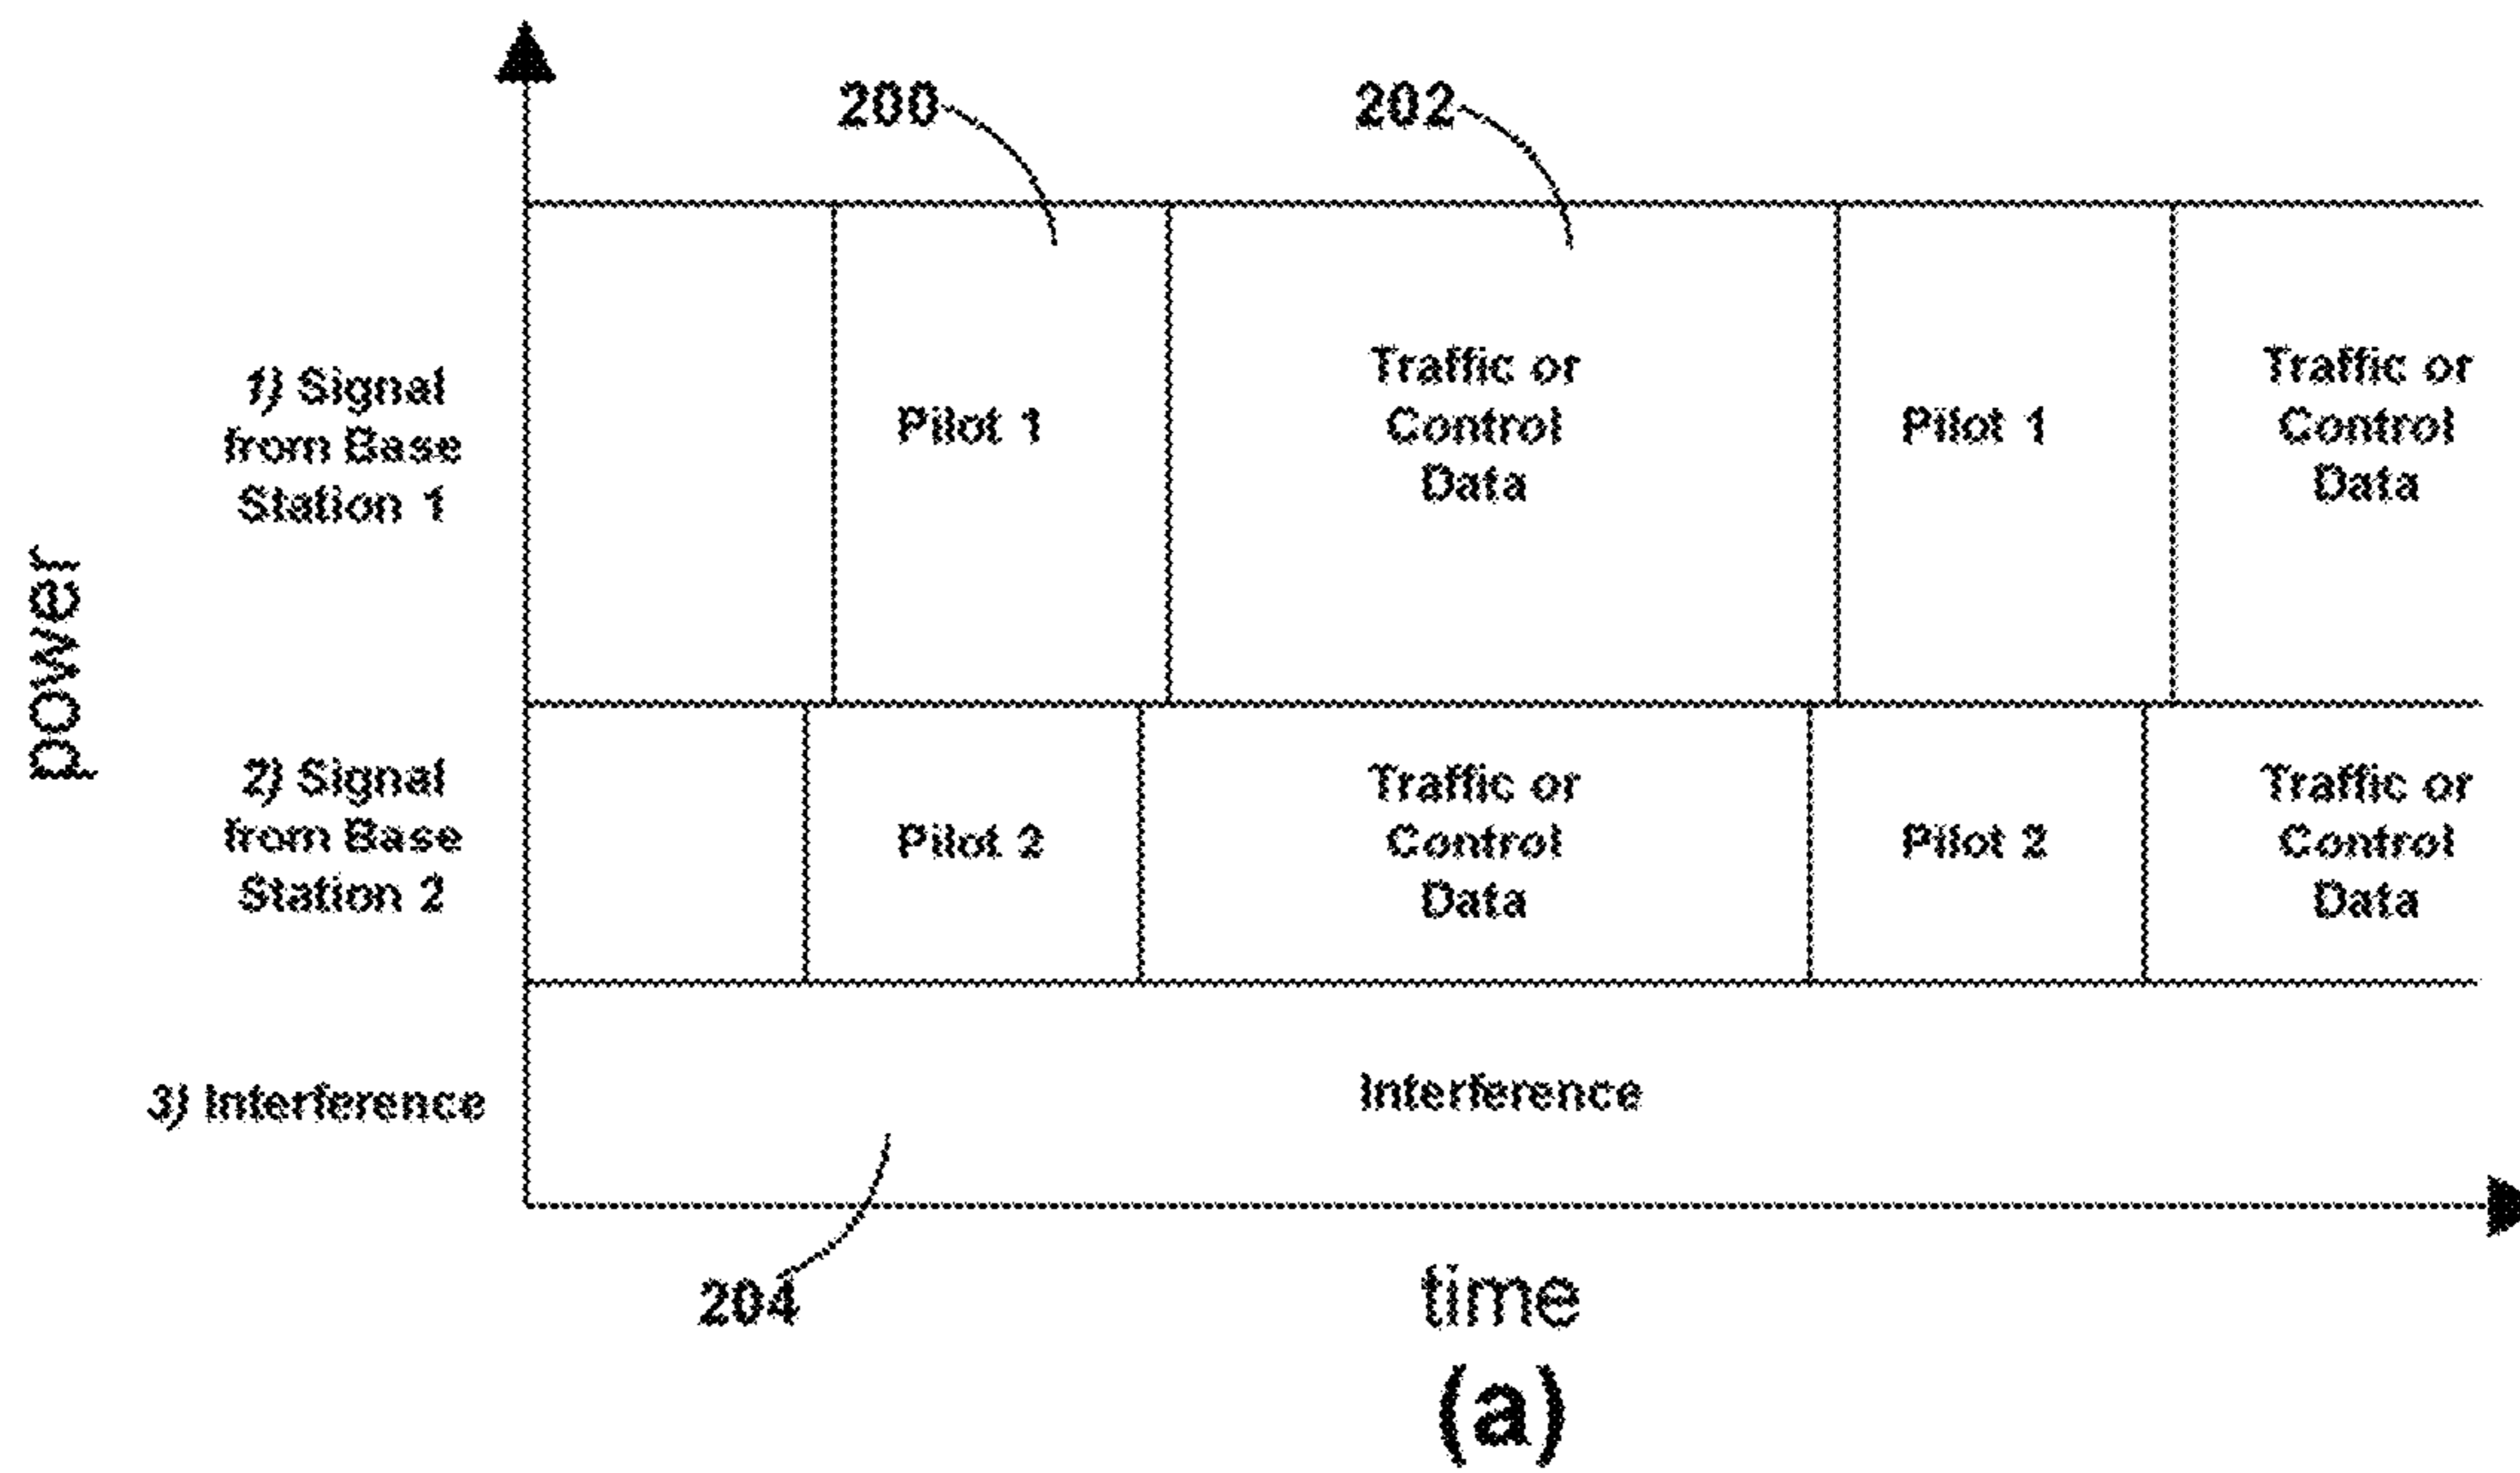 200
202
power
1) Signal
from Base
Station 1
Pilot 1
Traffic or
Control
Data
Pilot 1
Traffic or
Control
Data
2) Signal
from Base
Station 2
Pilot 2
Traffic or
Control
Data
Pilot 2
Traffic or
Control
Data
3) Interference
Interference
204
time
(a)